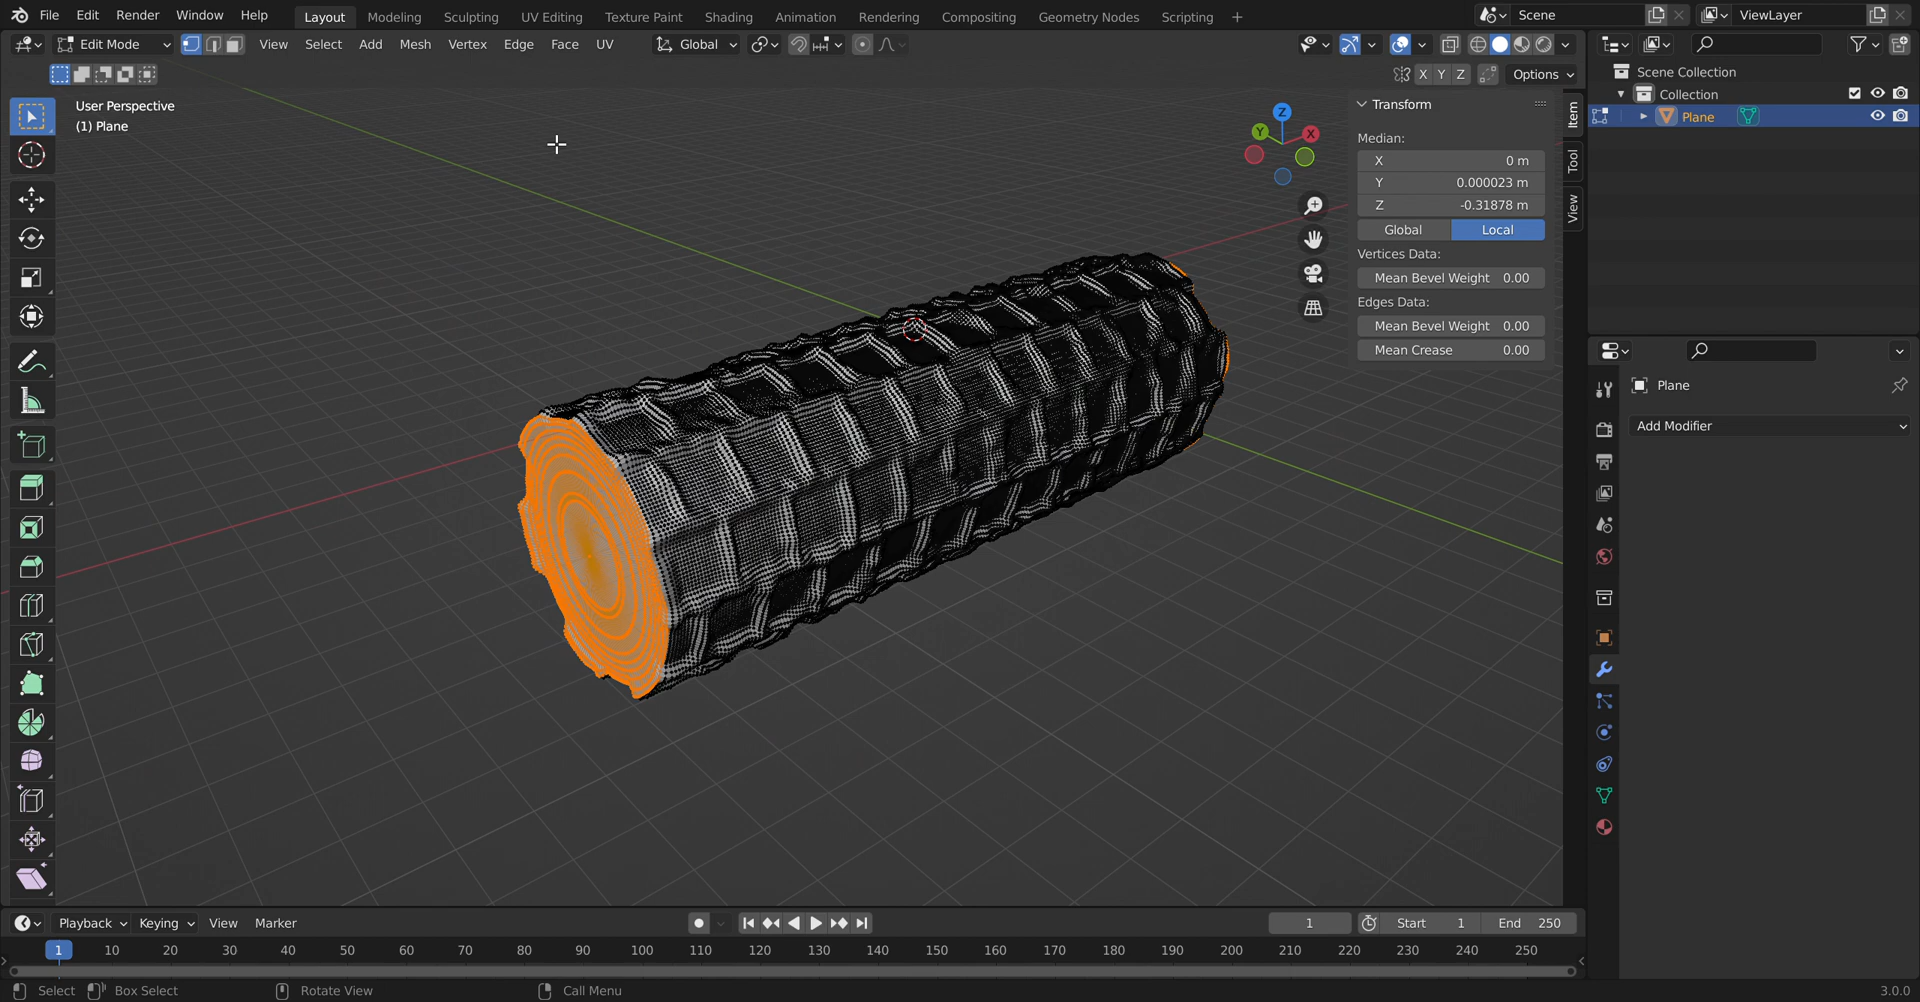 File Edit Render Window Help Layout Modeling Sculpting UV Editing Texture Paint Shading Animation Rendering Compositing Geometry Nodes Scripting + Scene ViewLayer
Edit Mode View Select Add Mesh Vertex Edge Face UV Global
X Y Z Options
User Perspective
(1) Plane
Z
Y
X
Transform
Median:
X 0 m
Y 0.000023 m
Z -0.31878 m
Global Local
Vertices Data:
Mean Bevel Weight 0.00
Edges Data:
Mean Bevel Weight 0.00
Mean Crease 0.00
Item
Tool
View
Scene Collection
Collection
Plane
Plane
Add Modifier
Playback Keying View Marker 1 Start 1 End 250
1 10 20 30 40 50 60 70 80 90 100 110 120 130 140 150 160 170 180 190 200 210 220 230 240 250
Select Box Select Rotate View Call Menu 3.0.0